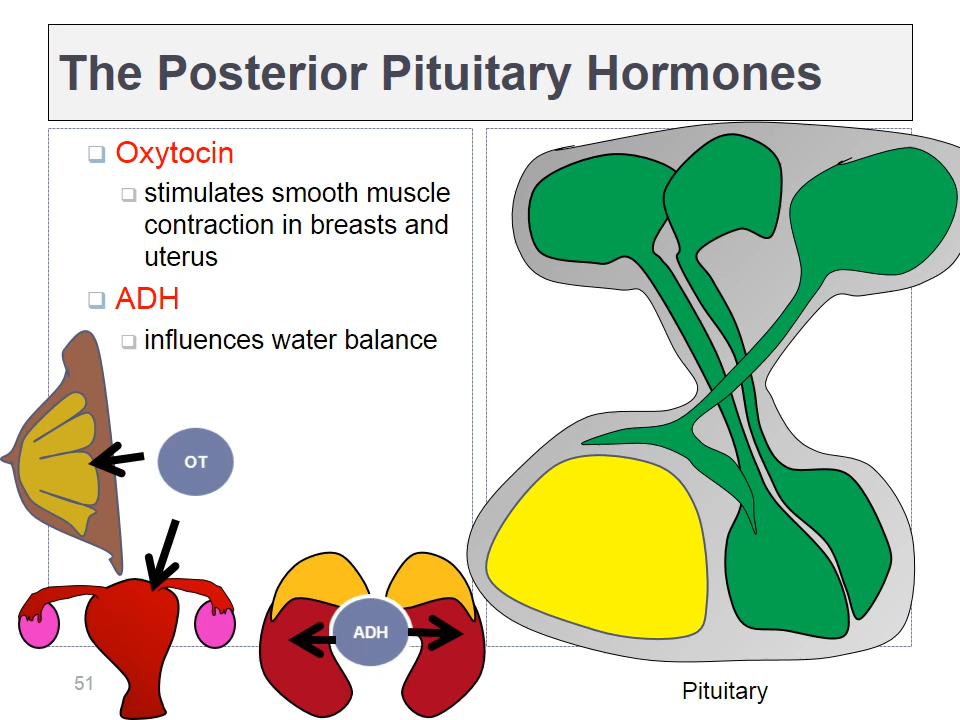 The Posterior Pituitary Hormones
Oxytocin
stimulates smooth muscle
contraction in breasts and
uterus
ADH
influences water balance
OT
ADH
51
Pituitary